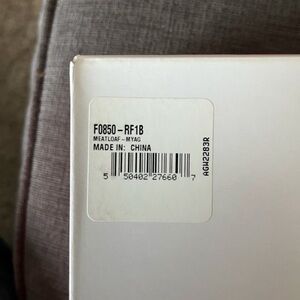 F0850-RF1B
MEATLOAF-MYAG
MADE IN: CHINA
5 50402 27660 7
AGW2283R